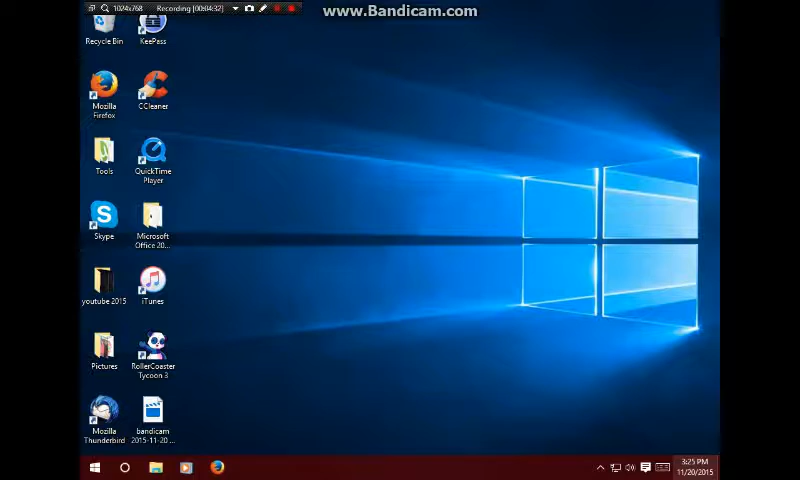 1024x768 Recording [00:04:32]
www.Bandicam.com
Recycle Bin
KeePass
Mozilla
Firefox
CCleaner
Tools
QuickTime
Player
Skype
Microsoft
Office 20...
youtube 2015
iTunes
Pictures
RollerCoaster
Tycoon 3
Mozilla
Thunderbird
bandicam
2015-11-20 ...
3:25 PM
11/20/2015